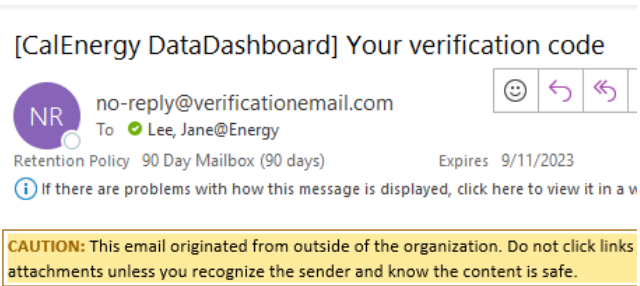 [CalEnergy DataDashboard] Your verification code
NR
no-reply@verificationemail.com
To Lee, Jane@Energy
Retention Policy 90 Day Mailbox (90 days) Expires 9/11/2023
If there are problems with how this message is displayed, click here to view it in a w
CAUTION: This email originated from outside of the organization. Do not click links
attachments unless you recognize the sender and know the content is safe.